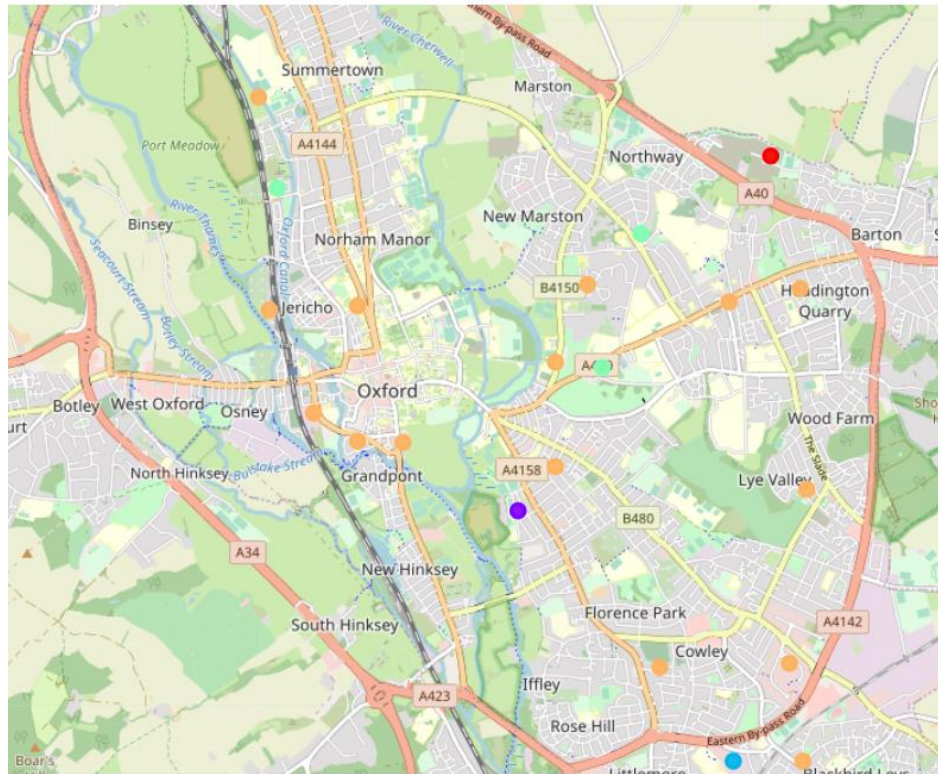 Eastern By-pass Road
River Cherwell
Summertown
Marston
A4144
Port Meadow
Northway
A40
River Thames
Binsey
New Marston
Norham Manor
Barton
Seacourt Stream
Oxford Canal
Botley Stream
B4150
Jericho
Headington
Quarry
Oxford
West Oxford
Botley
Osney
Wood Farm
The Slade
North Hinksey
Bulstake Stream
Grandpont
A4158
Lye Valley
B480
A34
New Hinksey
Florence Park
South Hinksey
A4142
Cowley
Iffley
A423
Rose Hill
Eastern By-pass Road
Littlemore
Blackbird Leys
Boar's